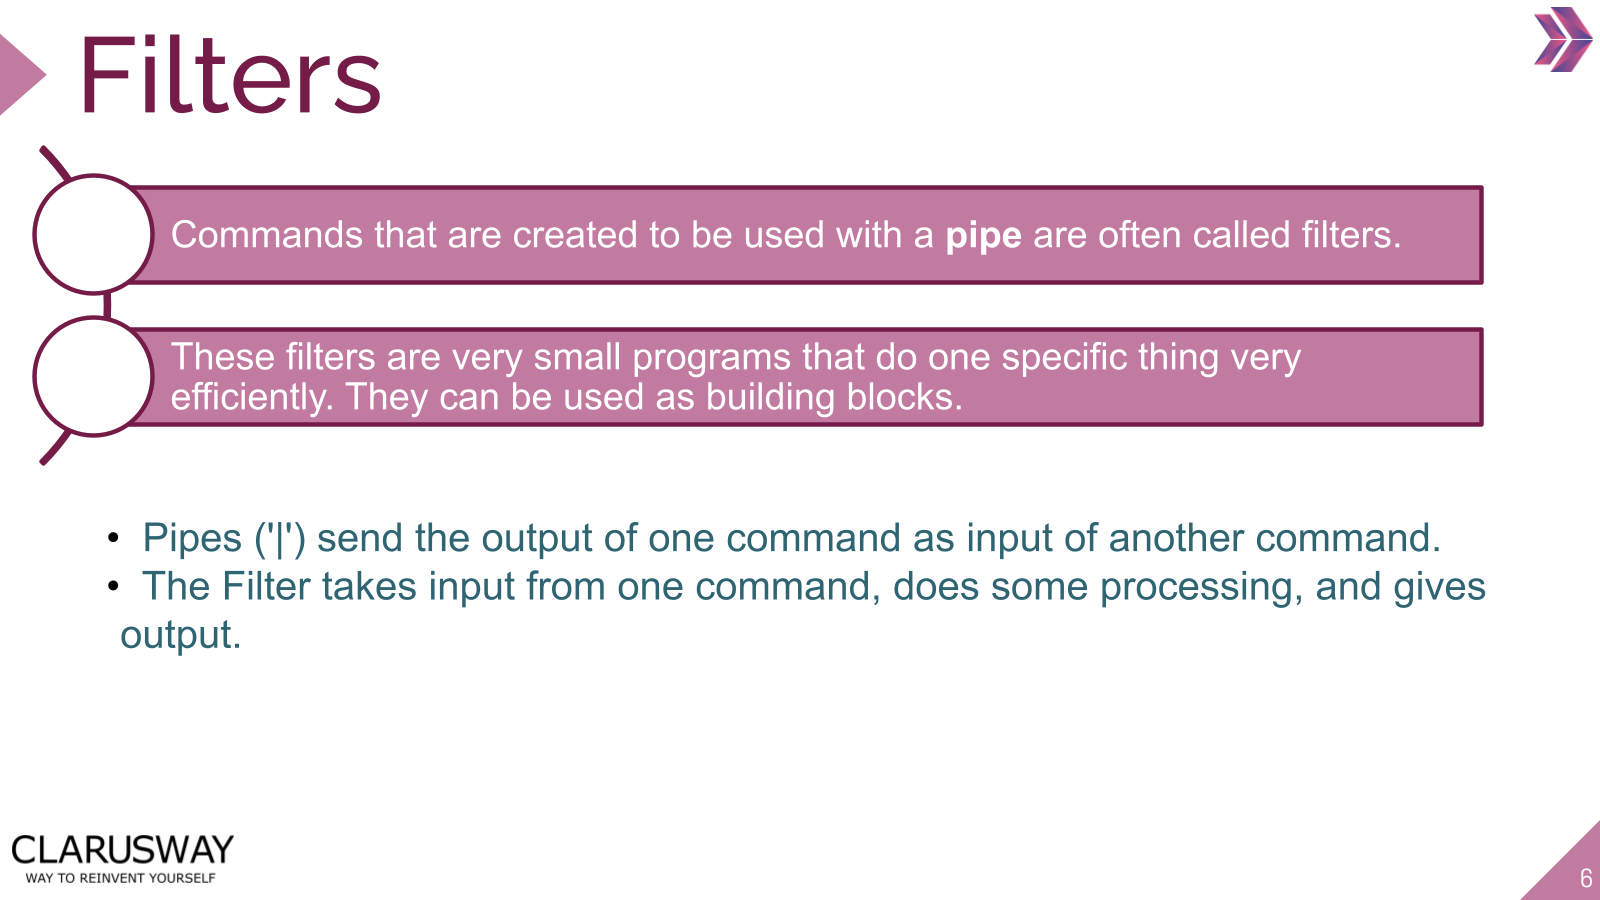 Filters
Commands that are created to be used with a pipe are often called filters.
These filters are very small programs that do one specific thing very
efficiently. They can be used as building blocks.
• Pipes ('|') send the output of one command as input of another command.
• The Filter takes input from one command, does some processing, and gives
output.
CLARUSWAY
WAY TO REINVENT YOURSELF
6